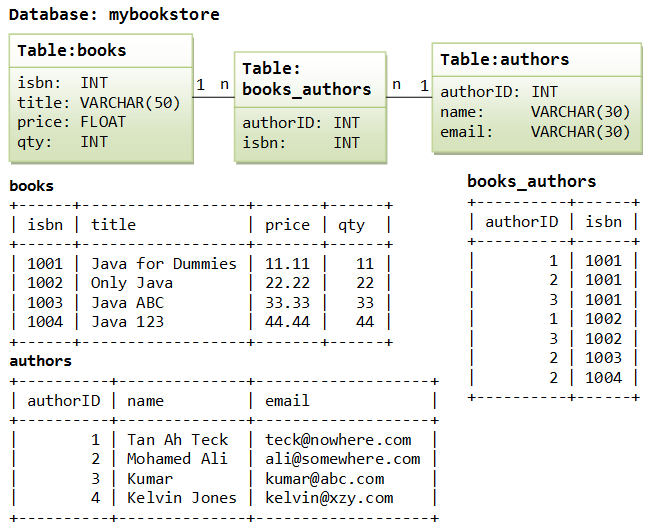 Database: mybookstore
Table:books
isbn:  INT
title: VARCHAR(50)
price: FLOAT
qty:   INT
1 n
Table:
books_authors
authorID: INT
isbn:     INT
n 1
Table:authors
authorID: INT
name:     VARCHAR(30)
email:    VARCHAR(30)
books
+------+------------------+-------+------+
| isbn | title            | price | qty  |
+------+------------------+-------+------+
| 1001 | Java for Dummies | 11.11 |   11 |
| 1002 | Only Java        | 22.22 |   22 |
| 1003 | Java ABC         | 33.33 |   33 |
| 1004 | Java 123         | 44.44 |   44 |
+------+------------------+-------+------+
books_authors
+----------+------+
| authorID | isbn |
+----------+------+
|        1 | 1001 |
|        2 | 1001 |
|        3 | 1001 |
|        1 | 1002 |
|        3 | 1002 |
|        2 | 1003 |
|        2 | 1004 |
+----------+------+
authors
+----------+--------------+-------------------+
| authorID | name         | email             |
+----------+--------------+-------------------+
|        1 | Tan Ah Teck  | teck@nowhere.com  |
|        2 | Mohamed Ali  | ali@somewhere.com |
|        3 | Kumar        | kumar@abc.com     |
|        4 | Kelvin Jones | kelvin@xzy.com    |
+----------+--------------+-------------------+